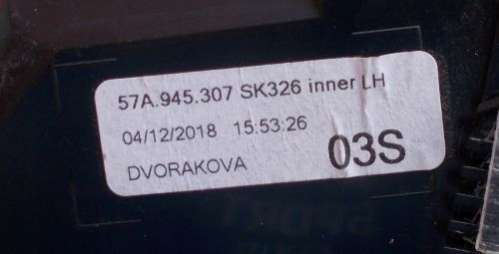 57A.945.307 SK326 inner LH
04/12/2018 15:53:26
03S
DVORAKOVA